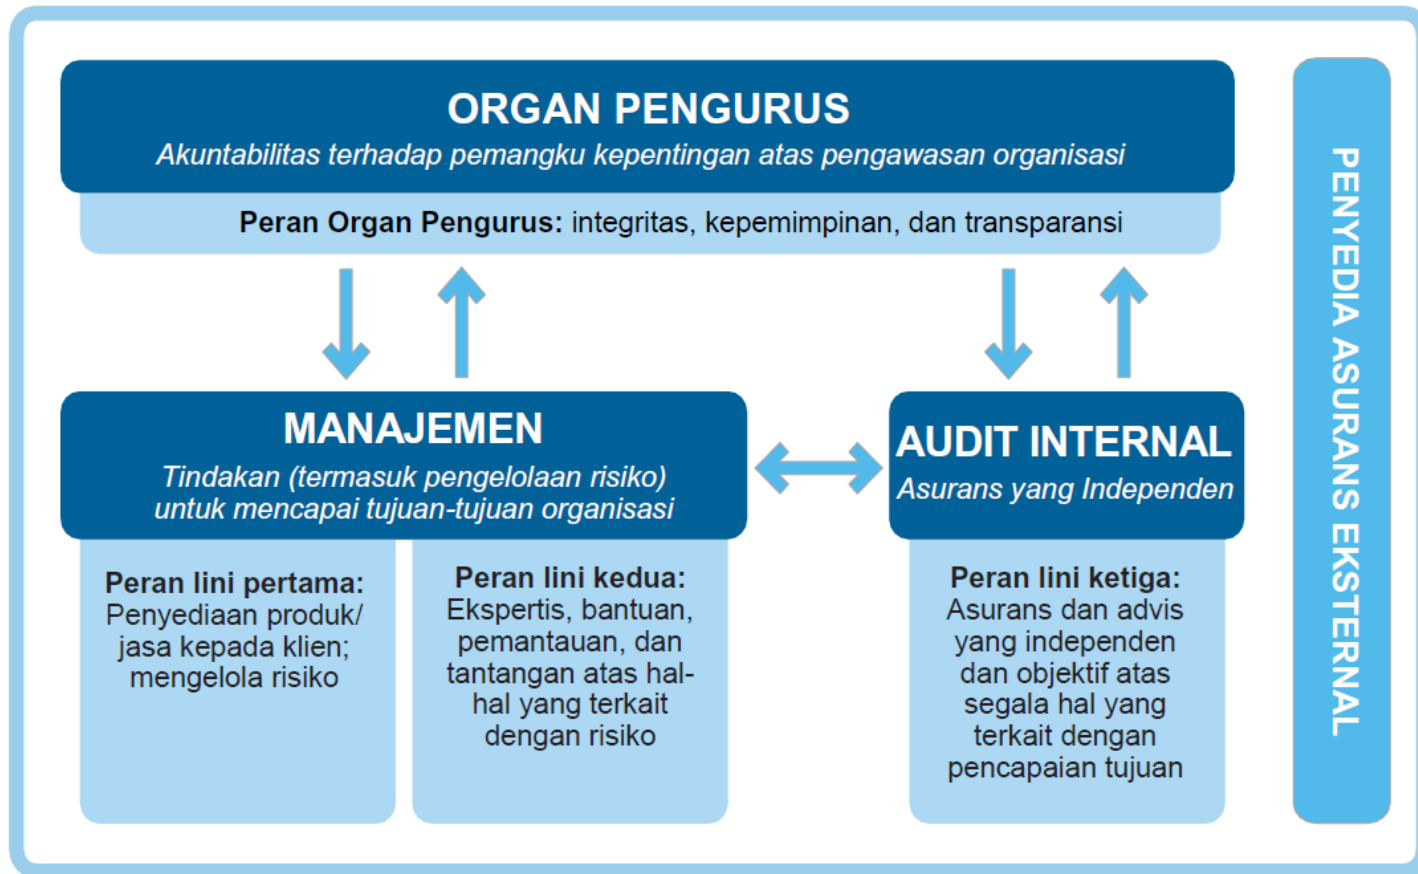 ORGAN PENGURUS
Akuntabilitas terhadap pemangku kepentingan atas pengawasan organisasi
Peran Organ Pengurus: integritas, kepemimpinan, dan transparansi
MANAJEMEN
Tindakan (termasuk pengelolaan risiko)
untuk mencapai tujuan-tujuan organisasi
Peran lini pertama:
Penyediaan produk/
jasa kepada klien;
mengelola risiko
Peran lini kedua:
Ekspertis, bantuan,
pemantauan, dan
tantangan atas hal-
hal yang terkait
dengan risiko
AUDIT INTERNAL
Asurans yang Independen
Peran lini ketiga:
Asurans dan advis
yang independen
dan objektif atas
segala hal yang
terkait dengan
pencapaian tujuan
PENYEDIA ASURANS EKSTERNAL